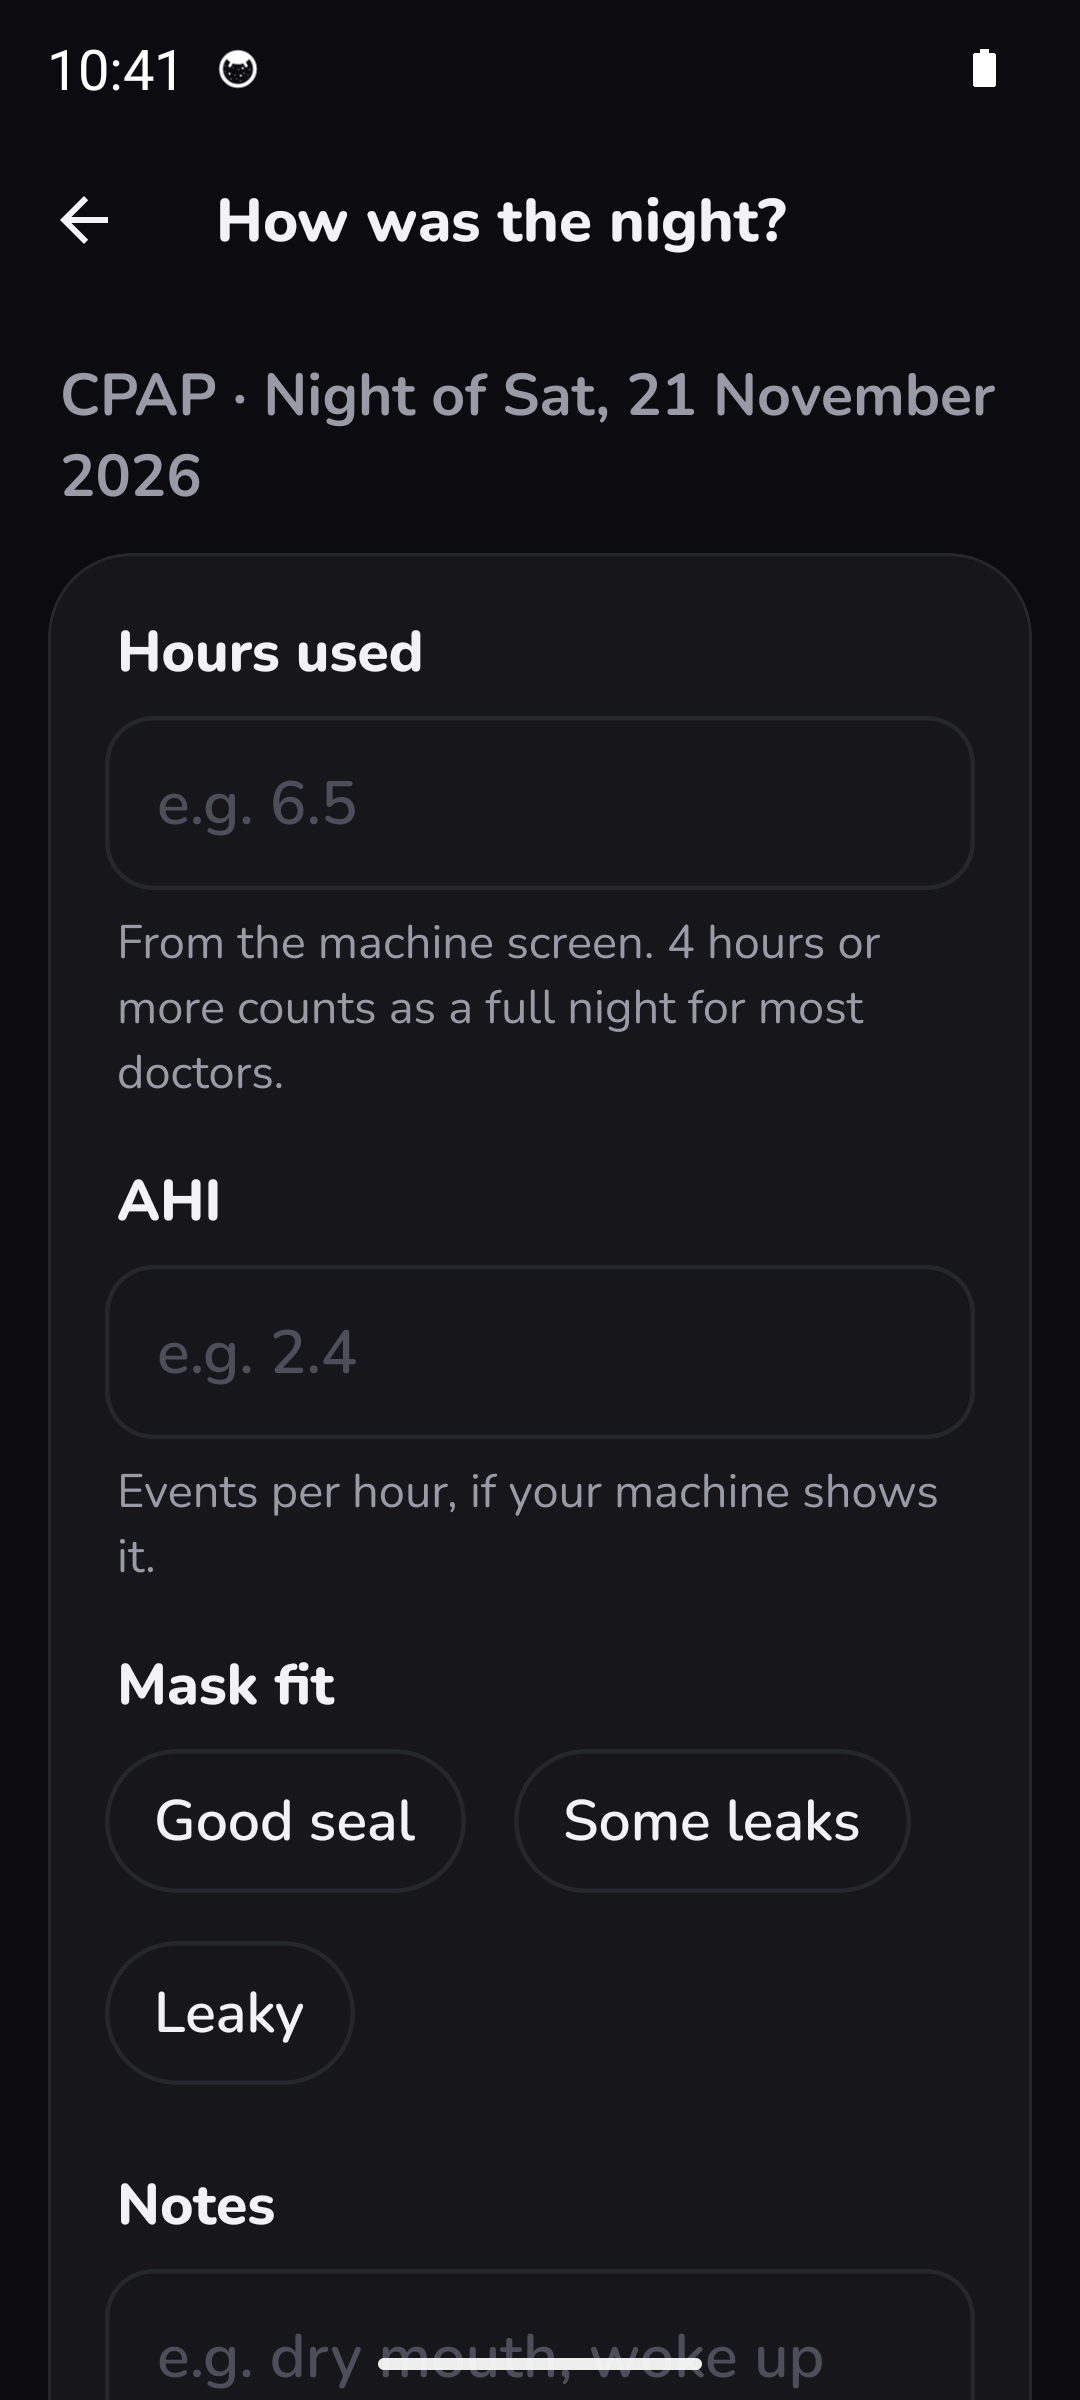 10:41
How was the night?
CPAP · Night of Sat, 21 November
2026
Hours used
e.g. 6.5
From the machine screen. 4 hours or
more counts as a full night for most
doctors.
AHI
e.g. 2.4
Events per hour, if your machine shows
it.
Mask fit
Good seal
Some leaks
Leaky
Notes
e.g. dry mouth, woke up